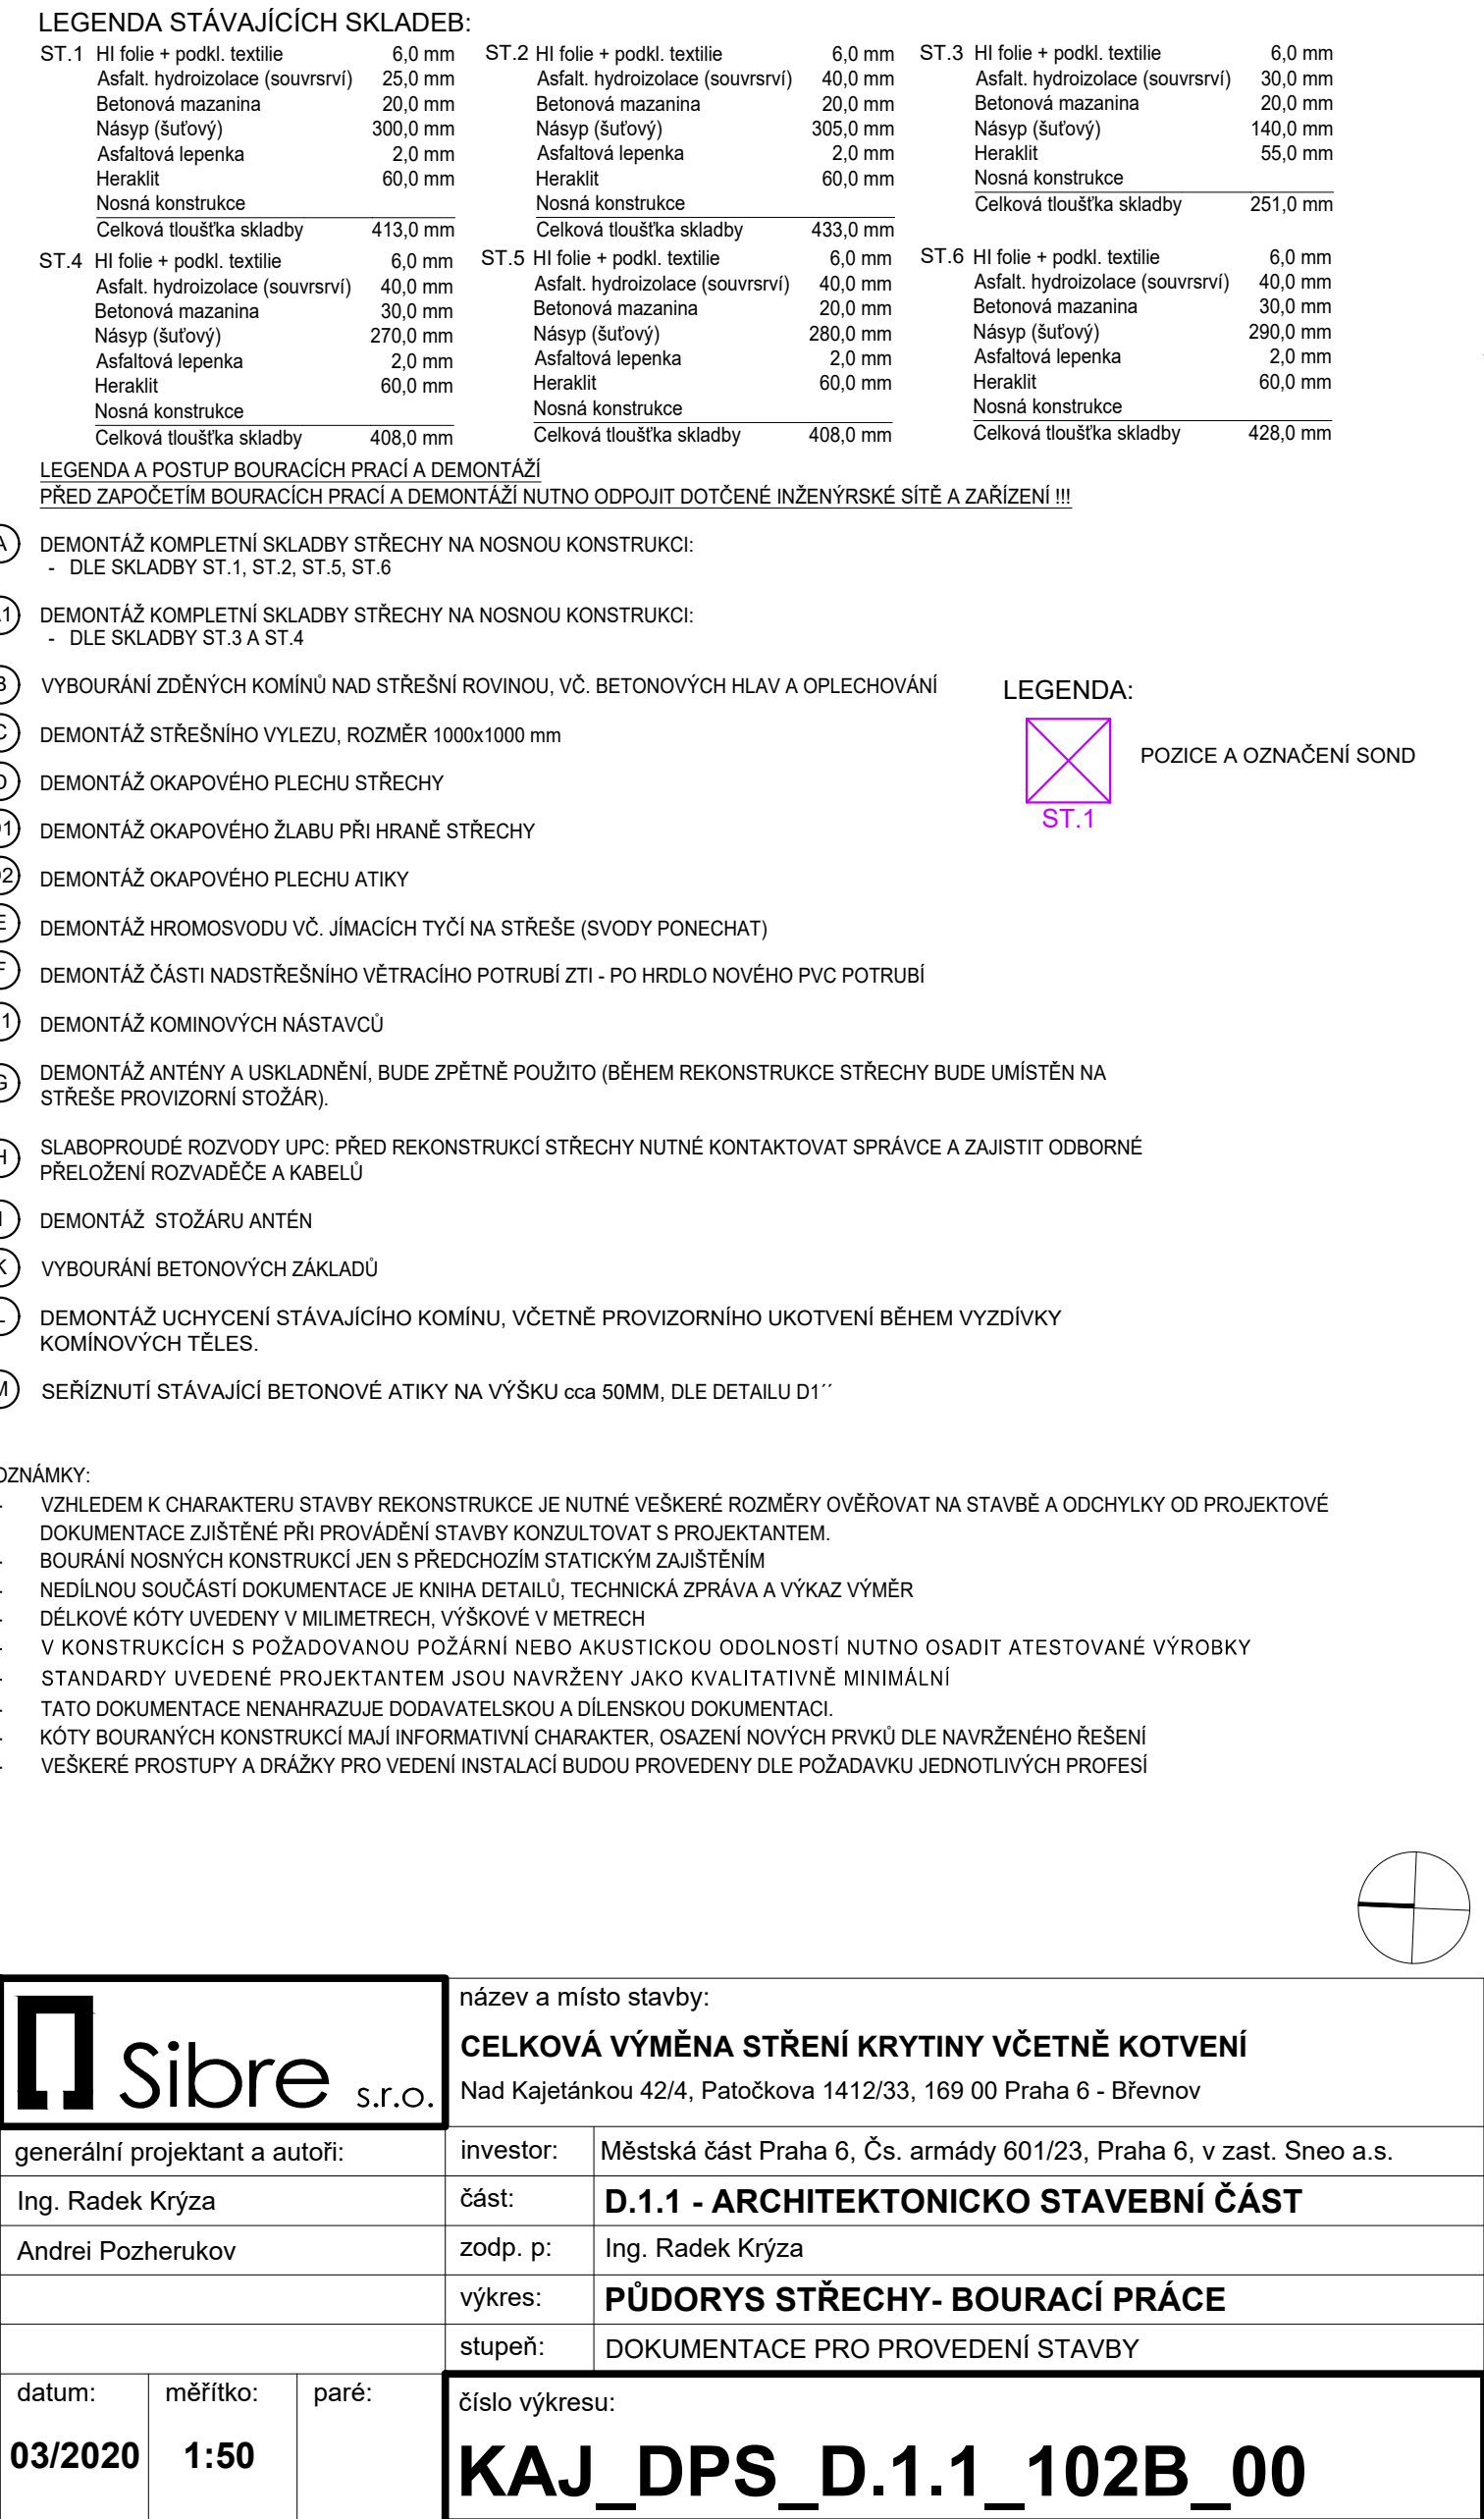 LEGENDA STÁVAJÍCÍCH SKLADEB:
ST.1 HI folie + podkl. textilie 6,0 mm
Asfalt. hydroizolace (souvrsrví) 25,0 mm
Betonová mazanina 20,0 mm
Násyp (šuťový) 300,0 mm
Asfaltová lepenka 2,0 mm
Heraklit 60,0 mm
Nosná konstrukce
Celková tloušťka skladby 413,0 mm
ST.2 HI folie + podkl. textilie 6,0 mm
Asfalt. hydroizolace (souvrsrví) 40,0 mm
Betonová mazanina 20,0 mm
Násyp (šuťový) 305,0 mm
Asfaltová lepenka 2,0 mm
Heraklit 60,0 mm
Nosná konstrukce
Celková tloušťka skladby 433,0 mm
ST.3 HI folie + podkl. textilie 6,0 mm
Asfalt. hydroizolace (souvrsrví) 30,0 mm
Betonová mazanina 20,0 mm
Násyp (šuťový) 140,0 mm
Heraklit 55,0 mm
Nosná konstrukce
Celková tloušťka skladby 251,0 mm
ST.4 HI folie + podkl. textilie 6,0 mm
Asfalt. hydroizolace (souvrsrví) 40,0 mm
Betonová mazanina 30,0 mm
Násyp (šuťový) 270,0 mm
Asfaltová lepenka 2,0 mm
Heraklit 60,0 mm
Nosná konstrukce
Celková tloušťka skladby 408,0 mm
ST.5 HI folie + podkl. textilie 6,0 mm
Asfalt. hydroizolace (souvrsrví) 40,0 mm
Betonová mazanina 20,0 mm
Násyp (šuťový) 280,0 mm
Asfaltová lepenka 2,0 mm
Heraklit 60,0 mm
Nosná konstrukce
Celková tloušťka skladby 408,0 mm
ST.6 HI folie + podkl. textilie 6,0 mm
Asfalt. hydroizolace (souvrsrví) 40,0 mm
Betonová mazanina 30,0 mm
Násyp (šuťový) 290,0 mm
Asfaltová lepenka 2,0 mm
Heraklit 60,0 mm
Nosná konstrukce
Celková tloušťka skladby 428,0 mm
LEGENDA A POSTUP BOURACÍCH PRACÍ A DEMONTÁŽÍ
PŘED ZAPOČETÍM BOURACÍCH PRACÍ A DEMONTÁŽÍ NUTNO ODPOJIT DOTČENÉ INŽENÝRSKÉ SÍTĚ A ZAŘÍZENÍ !!!
A DEMONTÁŽ KOMPLETNÍ SKLADBY STŘECHY NA NOSNOU KONSTRUKCI:
- DLE SKLADBY ST.1, ST.2, ST.5, ST.6
1 DEMONTÁŽ KOMPLETNÍ SKLADBY STŘECHY NA NOSNOU KONSTRUKCI:
- DLE SKLADBY ST.3 A ST.4
B VYBOURÁNÍ ZDĚNÝCH KOMÍNŮ NAD STŘEŠNÍ ROVINOU, VČ. BETONOVÝCH HLAV A OPLECHOVÁNÍ
C DEMONTÁŽ STŘEŠNÍHO VYLEZU, ROZMĚR 1000x1000 mm
D DEMONTÁŽ OKAPOVÉHO PLECHU STŘECHY
D1 DEMONTÁŽ OKAPOVÉHO ŽLABU PŘI HRANĚ STŘECHY
D2 DEMONTÁŽ OKAPOVÉHO PLECHU ATIKY
E DEMONTÁŽ HROMOSVODU VČ. JÍMACÍCH TYČÍ NA STŘEŠE (SVODY PONECHAT)
F DEMONTÁŽ ČÁSTI NADSTŘEŠNÍHO VĚTRACÍHO POTRUBÍ ZTI - PO HRDLO NOVÉHO PVC POTRUBÍ
1 DEMONTÁŽ KOMINOVÝCH NÁSTAVCŮ
G DEMONTÁŽ ANTÉNY A USKLADNĚNÍ, BUDE ZPĚTNĚ POUŽITO (BĚHEM REKONSTRUKCE STŘECHY BUDE UMÍSTĚN NA
STŘEŠE PROVIZORNÍ STOŽÁR).
H SLABOPROUDÉ ROZVODY UPC: PŘED REKONSTRUKCÍ STŘECHY NUTNÉ KONTAKTOVAT SPRÁVCE A ZAJISTIT ODBORNÉ
PŘELOŽENÍ ROZVADĚČE A KABELŮ
DEMONTÁŽ STOŽÁRU ANTÉN
K VYBOURÁNÍ BETONOVÝCH ZÁKLADŮ
L DEMONTÁŽ UCHYCENÍ STÁVAJÍCÍHO KOMÍNU, VČETNĚ PROVIZORNÍHO UKOTVENÍ BĚHEM VYZDÍVKY
KOMÍNOVÝCH TĚLES.
M SEŘÍZNUTÍ STÁVAJÍCÍ BETONOVÉ ATIKY NA VÝŠKU cca 50MM, DLE DETAILU D1´´
LEGENDA:
POZICE A OZNAČENÍ SOND
ST.1
OZNÁMKY:
- VZHLEDEM K CHARAKTERU STAVBY REKONSTRUKCE JE NUTNÉ VEŠKERÉ ROZMĚRY OVĚŘOVAT NA STAVBĚ A ODCHYLKY OD PROJEKTOVÉ
DOKUMENTACE ZJIŠTĚNÉ PŘI PROVÁDĚNÍ STAVBY KONZULTOVAT S PROJEKTANTEM.
- BOURÁNÍ NOSNÝCH KONSTRUKCÍ JEN S PŘEDCHOZÍM STATICKÝM ZAJIŠTĚNÍM
- NEDÍLNOU SOUČÁSTÍ DOKUMENTACE JE KNIHA DETAILŮ, TECHNICKÁ ZPRÁVA A VÝKAZ VÝMĚR
- DÉLKOVÉ KÓTY UVEDENY V MILIMETRECH, VÝŠKOVÉ V METRECH
- V KONSTRUKCÍCH S POŽADOVANOU POŽÁRNÍ NEBO AKUSTICKOU ODOLNOSTÍ NUTNO OSADIT ATESTOVANÉ VÝROBKY
- STANDARDY UVEDENÉ PROJEKTANTEM JSOU NAVRŽENY JAKO KVALITATIVNĚ MINIMÁLNÍ
- TATO DOKUMENTACE NENAHRAZUJE DODAVATELSKOU A DÍLENSKOU DOKUMENTACI.
- KÓTY BOURANÝCH KONSTRUKCÍ MAJÍ INFORMATIVNÍ CHARAKTER, OSAZENÍ NOVÝCH PRVKŮ DLE NAVRŽENÉHO ŘEŠENÍ
- VEŠKERÉ PROSTUPY A DRÁŽKY PRO VEDENÍ INSTALACÍ BUDOU PROVEDENY DLE POŽADAVKU JEDNOTLIVÝCH PROFESÍ
Sibre s.r.o.
název a místo stavby:
CELKOVÁ VÝMĚNA STŘENÍ KRYTINY VČETNĚ KOTVENÍ
Nad Kajetánkou 42/4, Patočkova 1412/33, 169 00 Praha 6 - Břevnov
generální projektant a autoři:
investor: Městská část Praha 6, Čs. armády 601/23, Praha 6, v zast. Sneo a.s.
Ing. Radek Krýza
část: D.1.1 - ARCHITEKTONICKO STAVEBNÍ ČÁST
Andrei Pozherukov
zodp. p: Ing. Radek Krýza
výkres: PŮDORYS STŘECHY- BOURACÍ PRÁCE
stupeň: DOKUMENTACE PRO PROVEDENÍ STAVBY
datum: měřítko: paré:
03/2020 1:50
číslo výkresu:
KAJ_DPS_D.1.1_102B_00